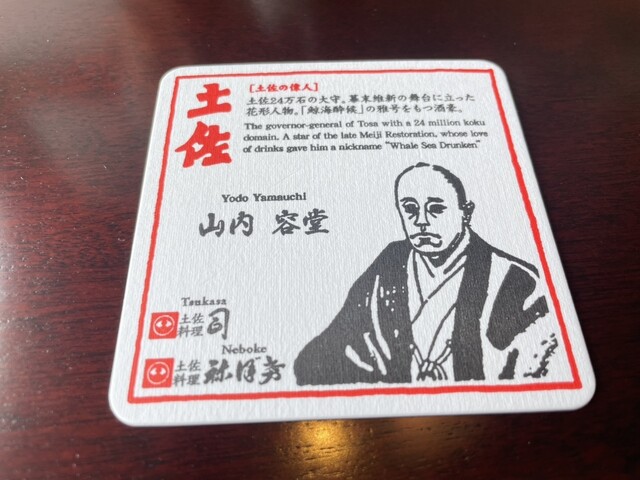 土佐
[土佐の偉人]
土佐24万石の大守。幕末維新の舞台に立った
花形人物。「鯨海酔候」の雅号をもつ酒豪。
The governor-general of Tosa with a 24 million koku
domain. A star of the late Meiji Restoration, whose love
of drinks gave him a nickname "Whale Sea Drunken"
Yodo Yamauchi
山内 容堂
Tsukasa
土佐
料理 司
Neboke
土佐
料理 祢ぼけ